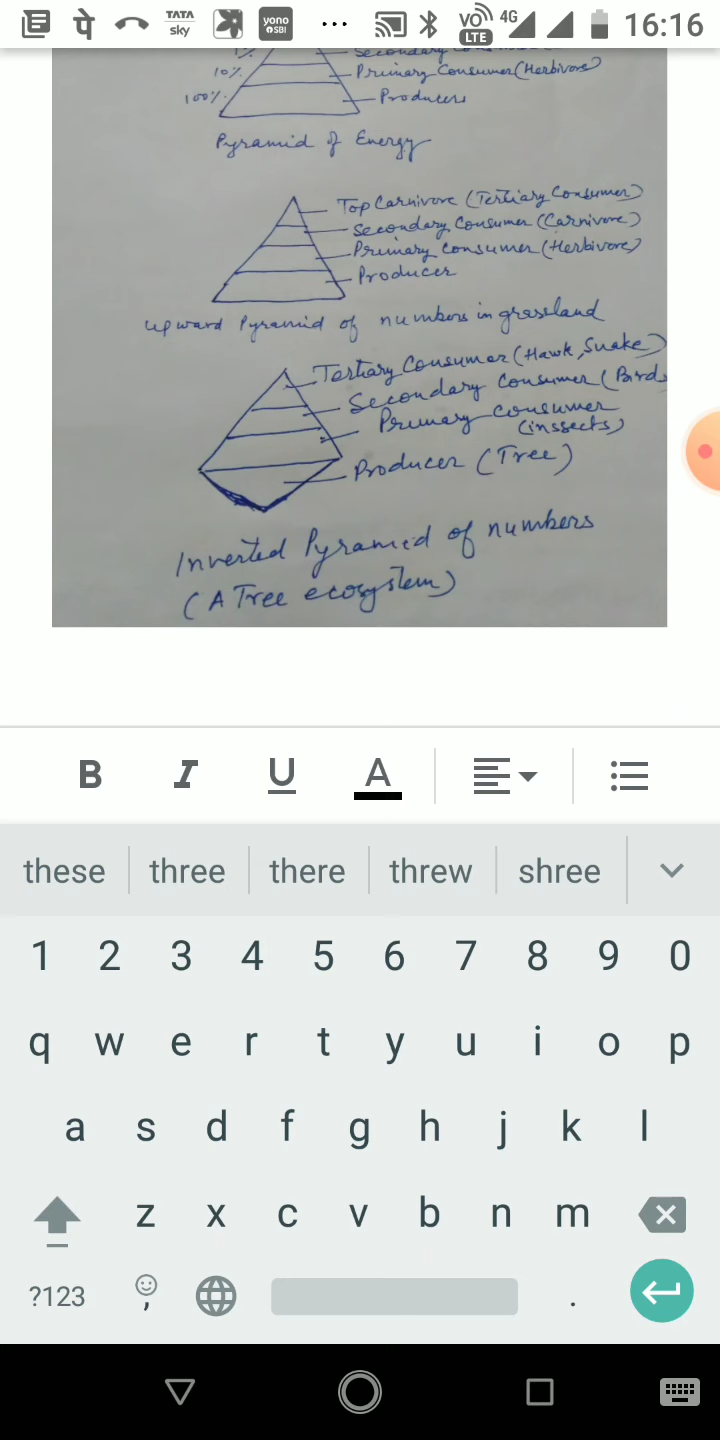 TATA
sky
yono
SBI
VO
LTE
4G
16:16
1%
Secondary
10%
Primary Consumer (Herbivore)
100%
Producers
Pyramid of Energy
Top Carnivore (Tertiary Consumer)
Secondary Consumer (Carnivore)
Primary Consumer (Herbivore)
Producer
Upward Pyramid of numbers in grassland
Tertiary Consumer (Hawk, Snake)
Secondary Consumer (Birds
Primary Consumer
(inssects)
Producer (Tree)
Inverted Pyramid of numbers
(A Tree ecosystem)
B I U A
these three there threw shree
1 2 3 4 5 6 7 8 9 0
q w e r t y u i o p
a s d f g h j k l
z x c v b n m
?123 , .